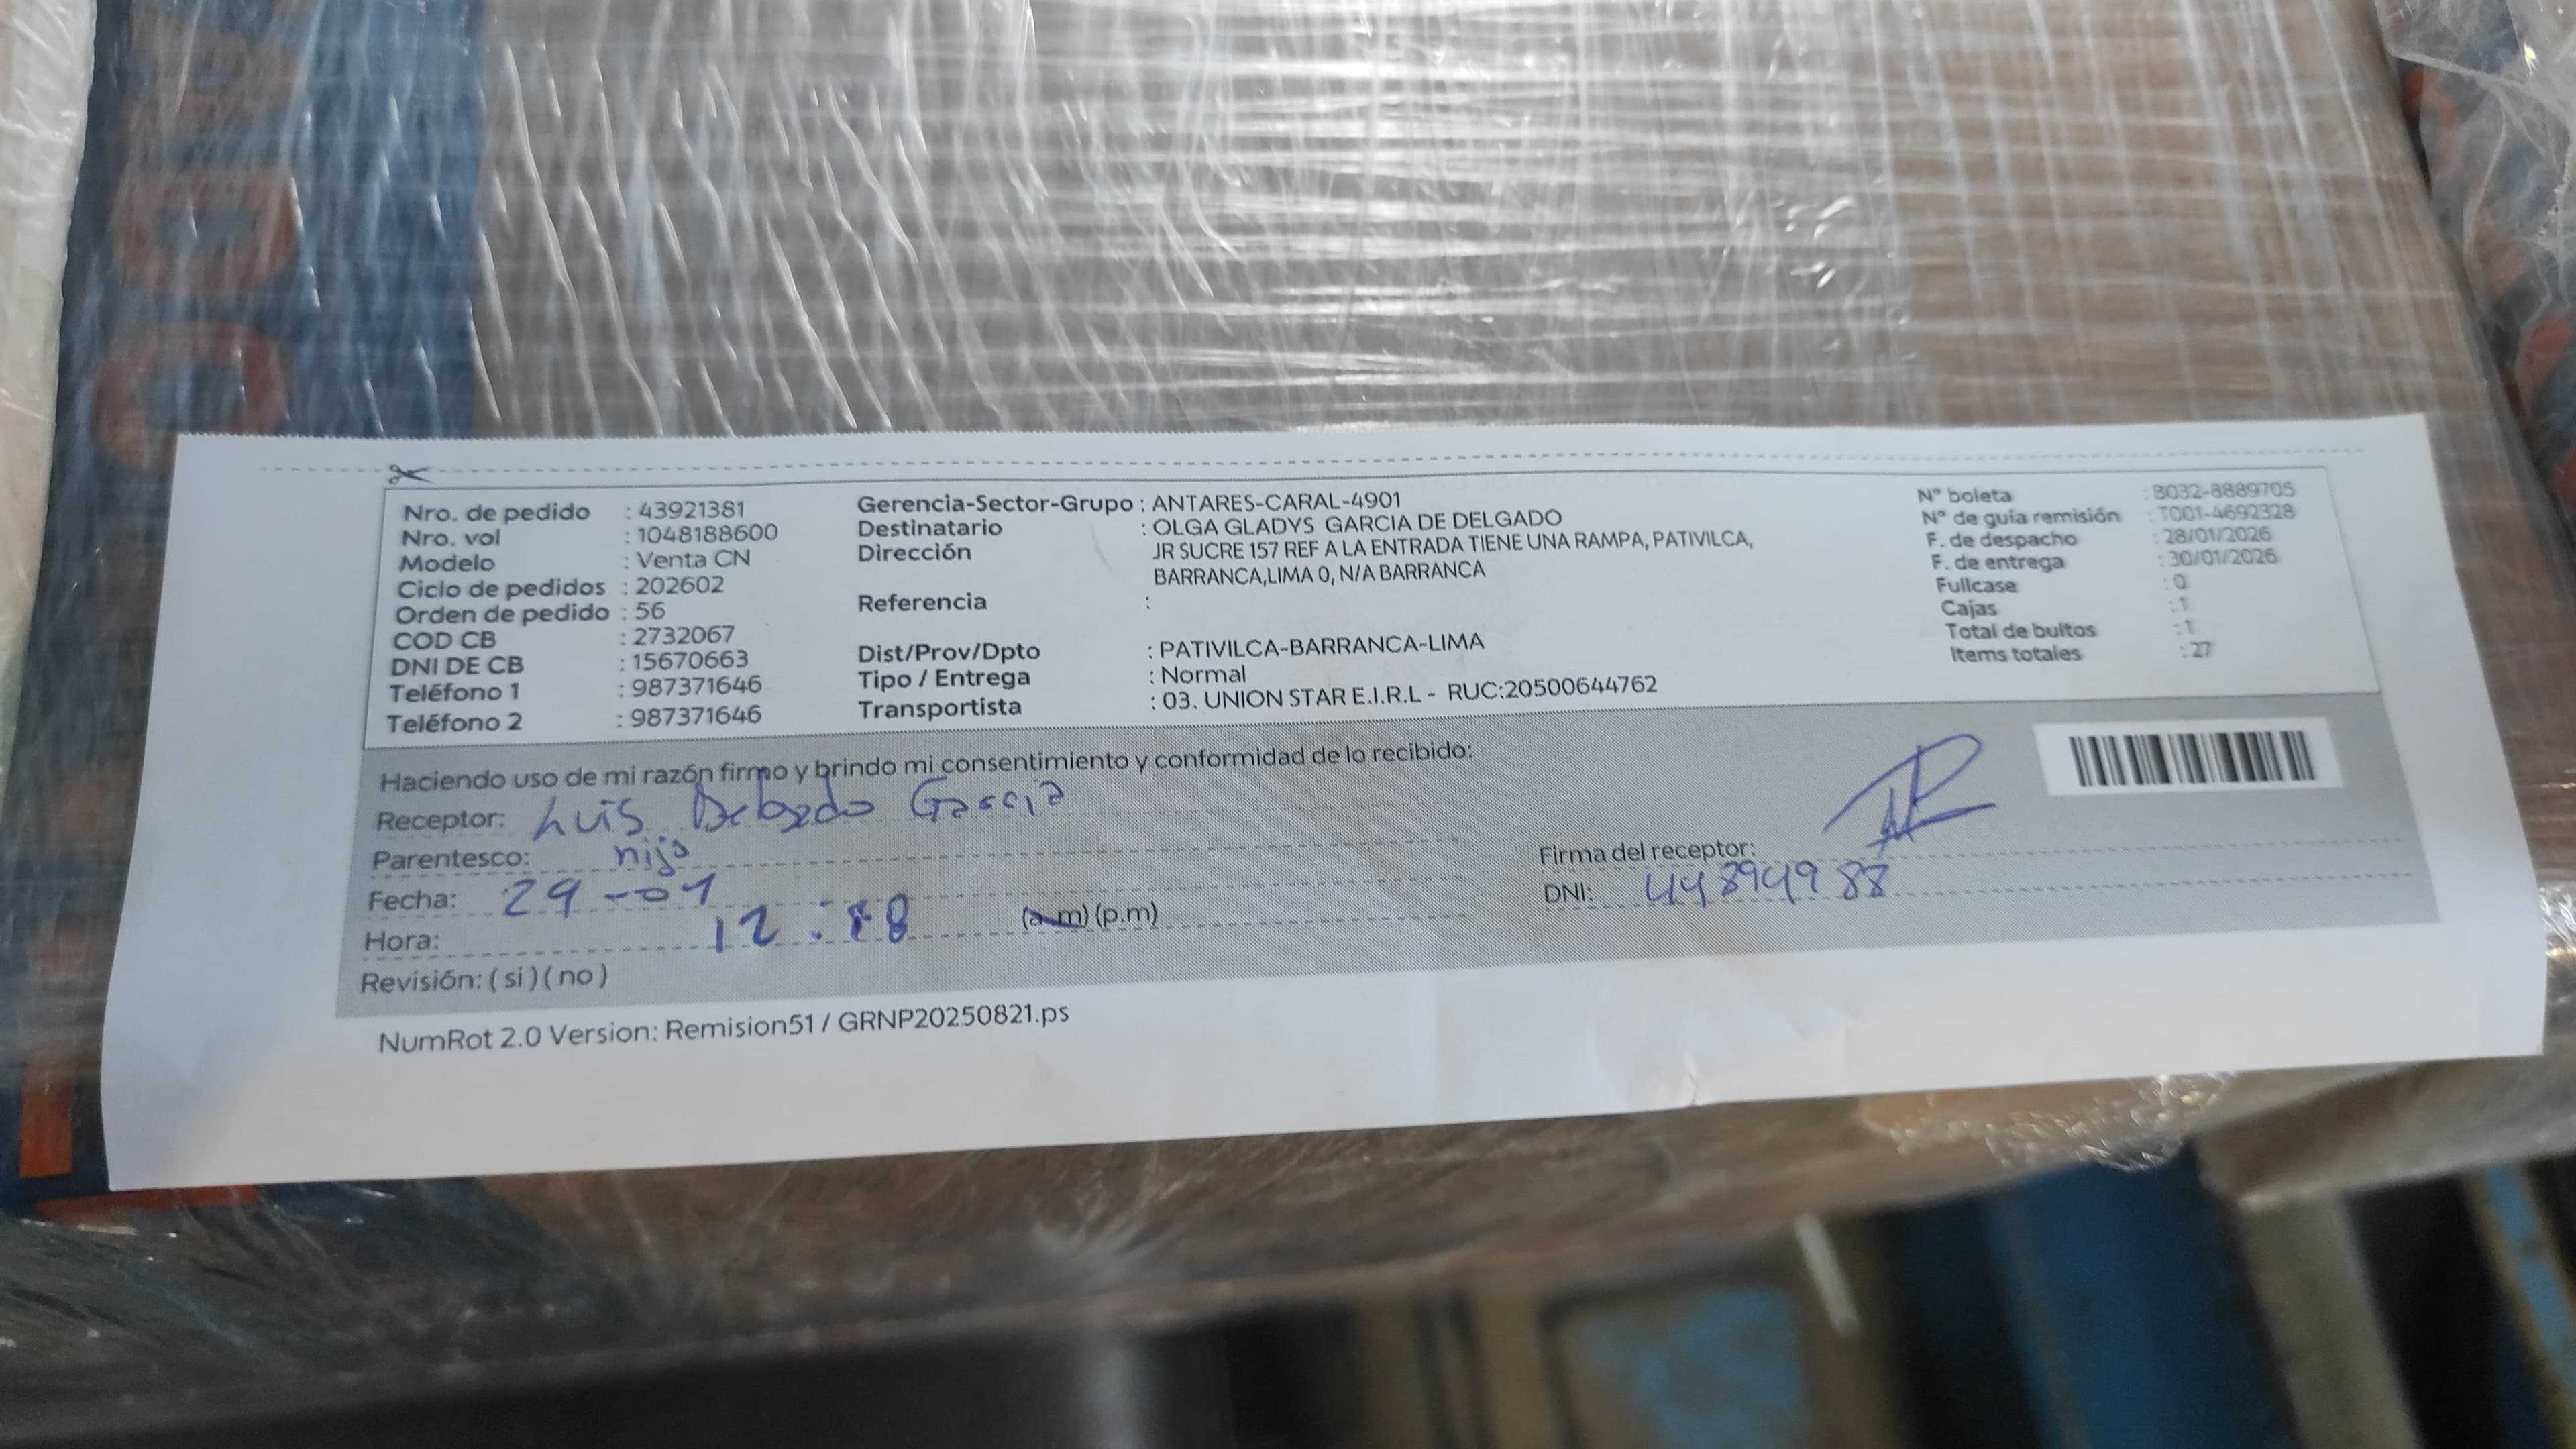 Nro. de pedido : 43921381
Nro. vol : 1048188600
Modelo : Venta CN
Ciclo de pedidos : 202602
Orden de pedido : 56
COD CB : 2732067
DNI DE CB : 15670663
Teléfono 1 : 987371646
Teléfono 2 : 987371646
Gerencia-Sector-Grupo : ANTARES-CARAL-4901
Destinatario : OLGA GLADYS GARCIA DE DELGADO
Dirección JR SUCRE 157 REF A LA ENTRADA TIENE UNA RAMPA, PATIVILCA,
BARRANCA,LIMA 0, N/A BARRANCA
Referencia :
Dist/Prov/Dpto : PATIVILCA-BARRANCA-LIMA
Tipo / Entrega : Normal
Transportista : 03. UNION STAR E.I.R.L - RUC:20500644762
N° boleta : B032-8889705
N° de guía remisión : T001-4692328
F. de despacho : 28/01/2026
F. de entrega : 30/01/2026
Fullcase : 0
Cajas : 1
Total de bultos : 1
Items totales : 27
Haciendo uso de mi razón firmo y brindo mi consentimiento y conformidad de lo recibido:
Receptor: Luis Delgado Garcia
Parentesco: hijo
Fecha: 29-01
Hora: 12: (a.m) (p.m)
Revisión: ( si ) ( no )
Firma del receptor:
DNI: 44894988
NumRot 2.0 Version: Remision51 / GRNP20250821.ps